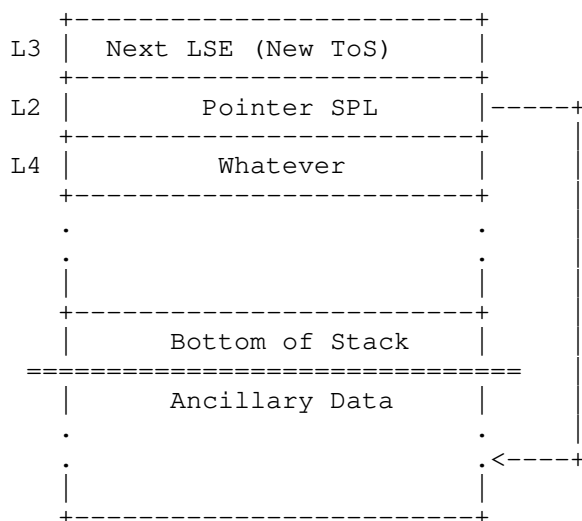 L3 Next LSE (New ToS)
L2 Pointer SPL
L4 Whatever
Bottom of Stack
Ancillary Data